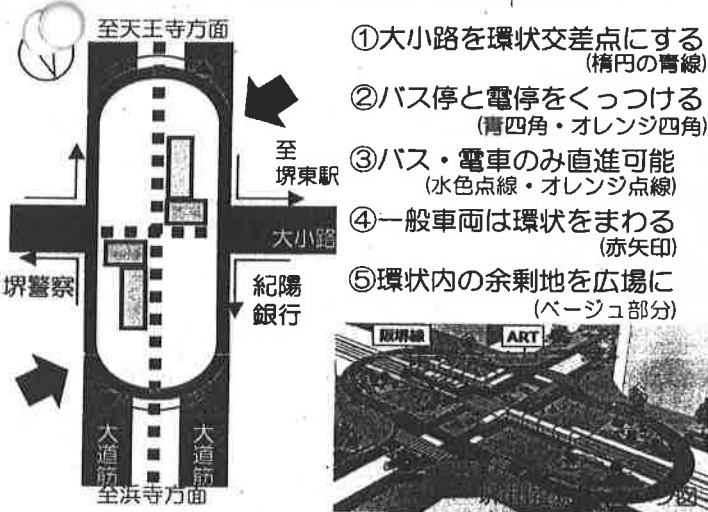 至天王寺方面
至
堺東駅
大小路
堺警察
紀陽
銀行
大道筋
大道筋
至浜寺方面
①大小路を環状交差点にする
(楕円の青線)
②バス停と電停をくっつける
(青四角・オレンジ四角)
③バス・電車のみ直進可能
(水色点線・オレンジ点線)
④一般車両は環状をまわる
(赤矢印)
⑤環状内の余剰地を広場に
(ベージュ部分)
阪堺線
ART